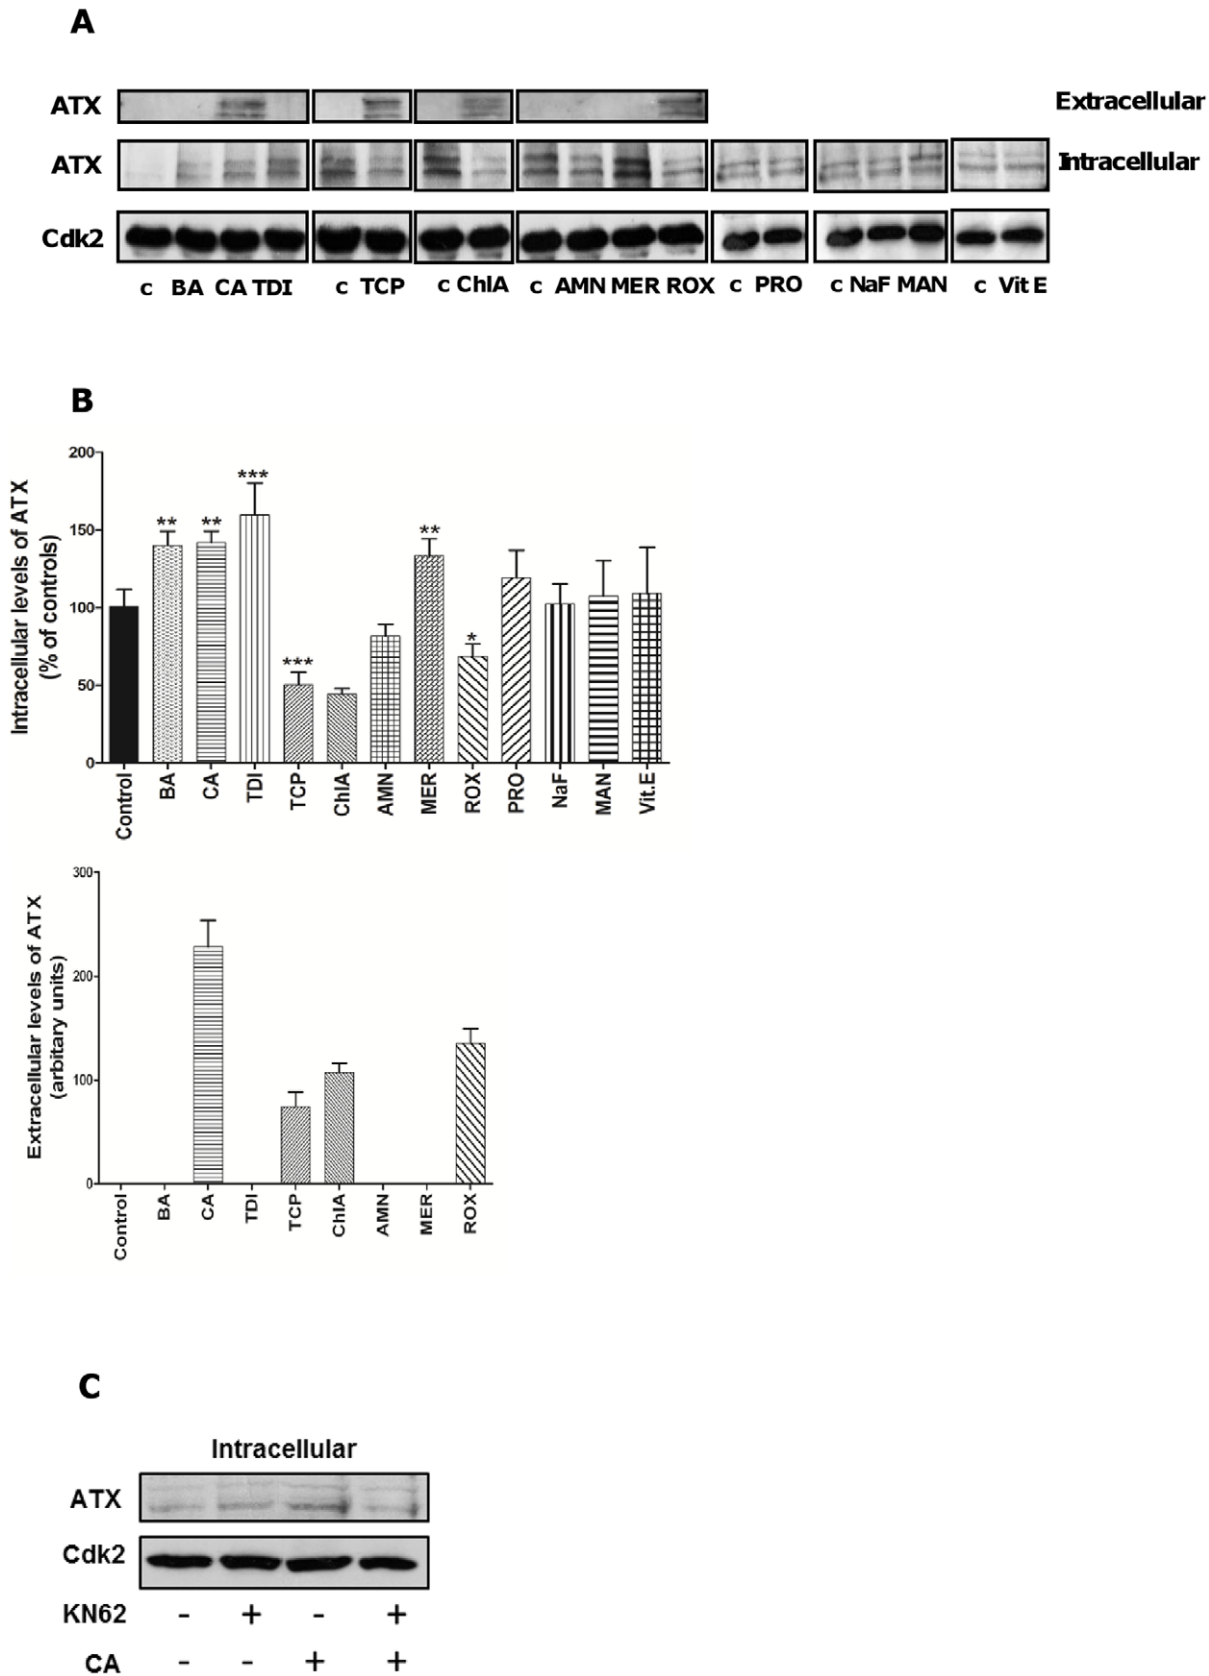 A
ATX
Extracellular
ATX
Intracellular
Cdk2
c BA CA TDI c TCP c ChlA c AMN MER ROX c PRO c NaF MAN c Vit E
B
Intracellular levels of ATX
(% of controls)
200
150
100
50
0
** ** *** *** ** *
Control BA CA TDI TCP ChlA AMN MER ROX PRO NaF MAN Vit.E
Extracellular levels of ATX
(arbitary units)
300
200
100
0
Control BA CA TDI TCP ChlA AMN MER ROX
C
Intracellular
ATX
Cdk2
KN62 - + - +
CA - - + +